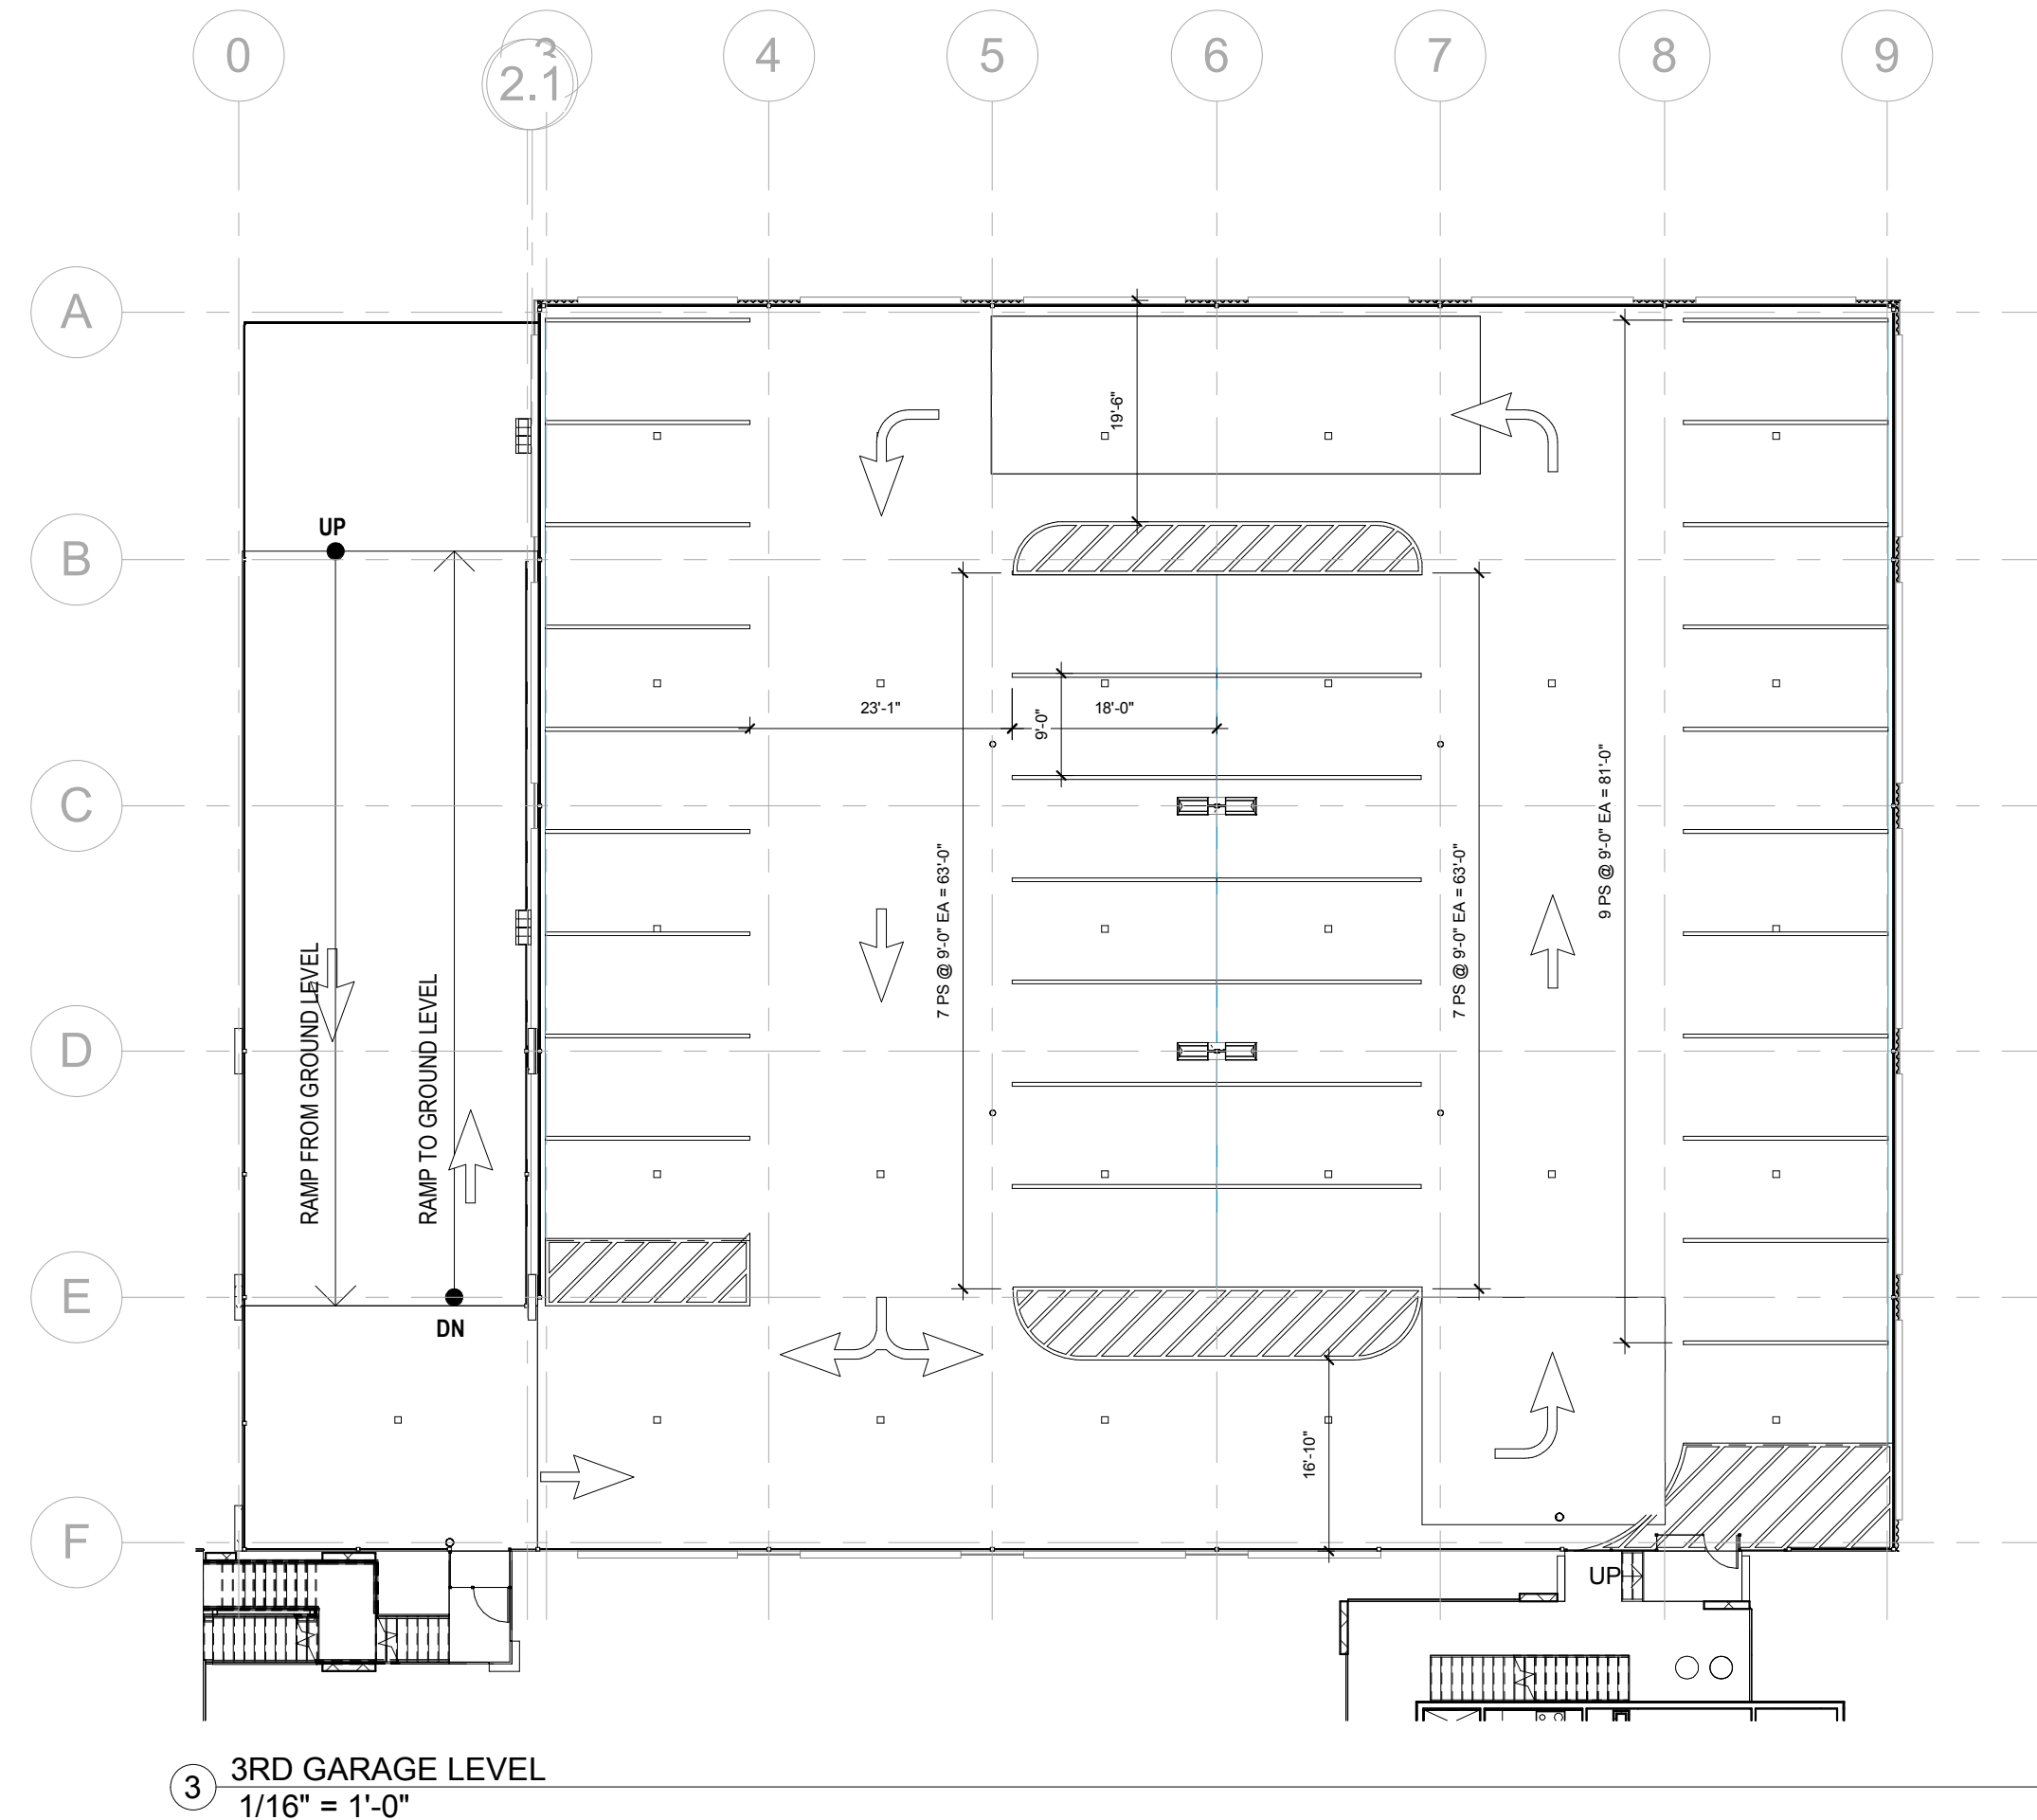 0
3
2.1
4
5
6
7
8
9
A
B
C
D
E
F
19'-6"
UP
23'-1"
9'-0"
18'-0"
7 PS @ 9'-0" EA = 63'-0"
7 PS @ 9'-0" EA = 63'-0"
9 PS @ 9'-0" EA = 81'-0"
RAMP FROM GROUND LEVEL
RAMP TO GROUND LEVEL
DN
16'-10"
UP
3
3RD GARAGE LEVEL
1/16" = 1'-0"